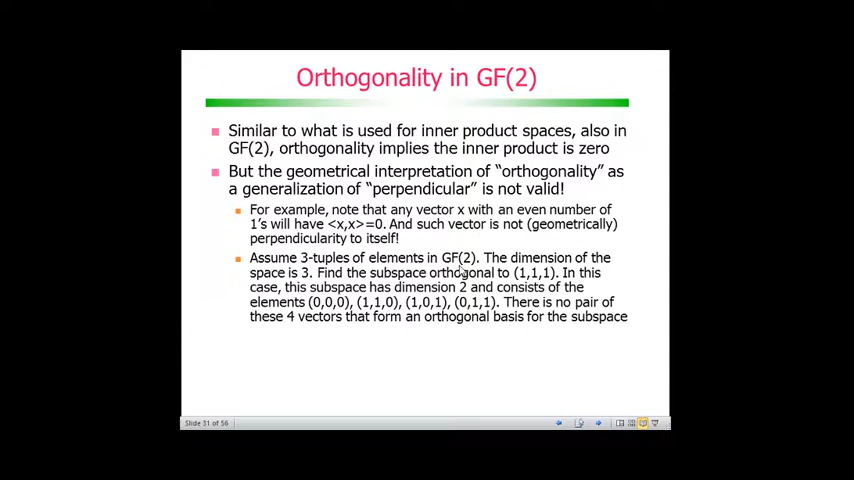 Orthogonality in GF(2)
Similar to what is used for inner product spaces, also in
GF(2), orthogonality implies the inner product is zero
But the geometrical interpretation of “orthogonality” as
a generalization of “perpendicular” is not valid!
For example, note that any vector x with an even number of
1's will have <x,x>=0. And such vector is not (geometrically)
perpendicularity to itself!
Assume 3-tuples of elements in GF(2). The dimension of the
space is 3. Find the subspace orthogonal to (1,1,1). In this
case, this subspace has dimension 2 and consists of the
elements (0,0,0), (1,1,0), (1,0,1), (0,1,1). There is no pair of
these 4 vectors that form an orthogonal basis for the subspace
Slide 31 of 56